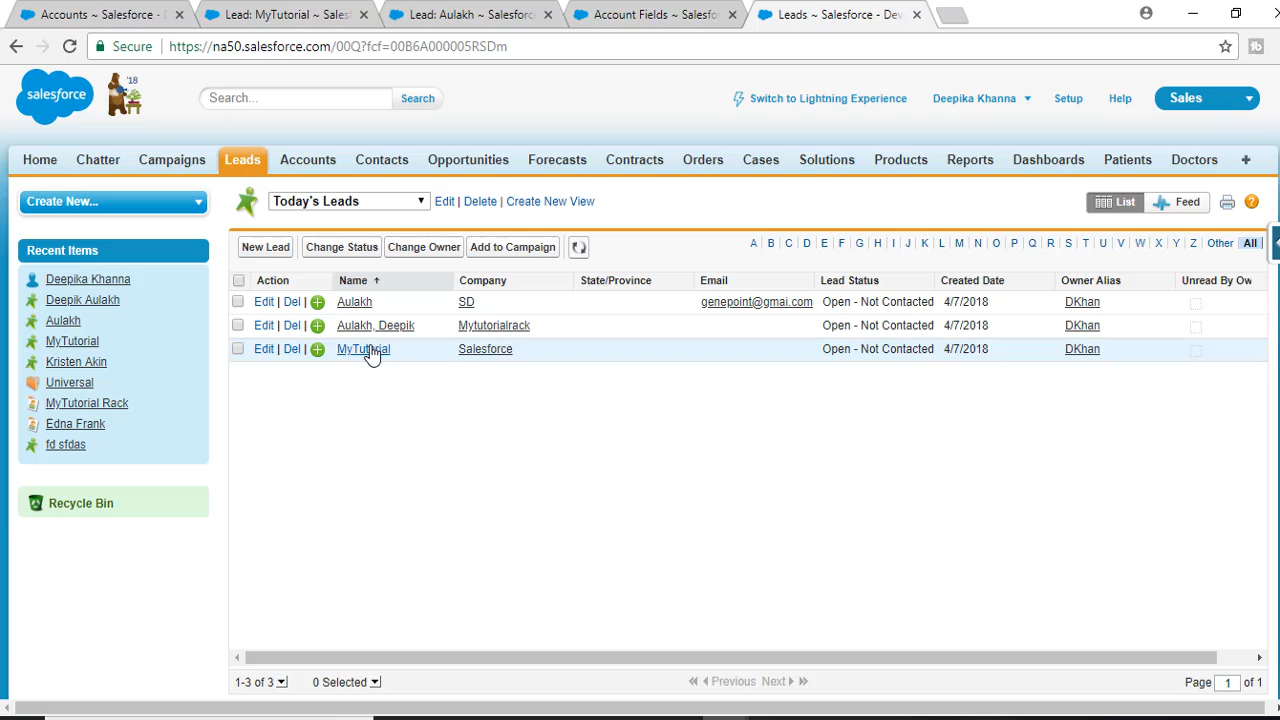 Accounts ~ Salesforce - D
Lead: MyTutorial ~ Sales
Lead: Aulakh ~ Salesforc
Account Fields ~ Salesfo
Leads ~ Salesforce - Dev
Secure
https://na50.salesforce.com/00Q?fcf=00B6A000005RSDm
salesforce
'18
Search...
Search
Switch to Lightning Experience
Deepika Khanna
Setup
Help
Sales
Home Chatter Campaigns Leads Accounts Contacts Opportunities Forecasts Contracts Orders Cases Solutions Products Reports Dashboards Patients Doctors +
Create New...
Today's Leads
Edit | Delete | Create New View
List
Feed
Recent Items
Deepika Khanna
Deepik Aulakh
Aulakh
MyTutorial
Kristen Akin
Universal
MyTutorial Rack
Edna Frank
fd sfdas
Recycle Bin
New Lead Change Status Change Owner Add to Campaign
A B C D E F G H I J K L M N O P Q R S T U V W X Y Z Other All
Action Name Company State/Province Email Lead Status Created Date Owner Alias Unread By Ow
Edit | Del | Aulakh SD genepoint@gmai.com Open - Not Contacted 4/7/2018 DKhan
Edit | Del | Aulakh, Deepik Mytutorialrack Open - Not Contacted 4/7/2018 DKhan
Edit | Del | MyTutorial Salesforce Open - Not Contacted 4/7/2018 DKhan
1-3 of 3 0 Selected Previous Next Page 1 of 1